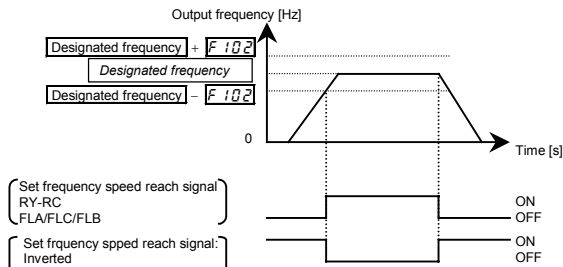 Output frequency [Hz]
Designated frequency + F 102
Designated frequency
Designated frequency - F 102
0
Time [s]
Set frequency speed reach signal
RY-RC
FLA/FLC/FLB
ON
OFF
Set frquency spped reach signal:
Inverted
ON
OFF